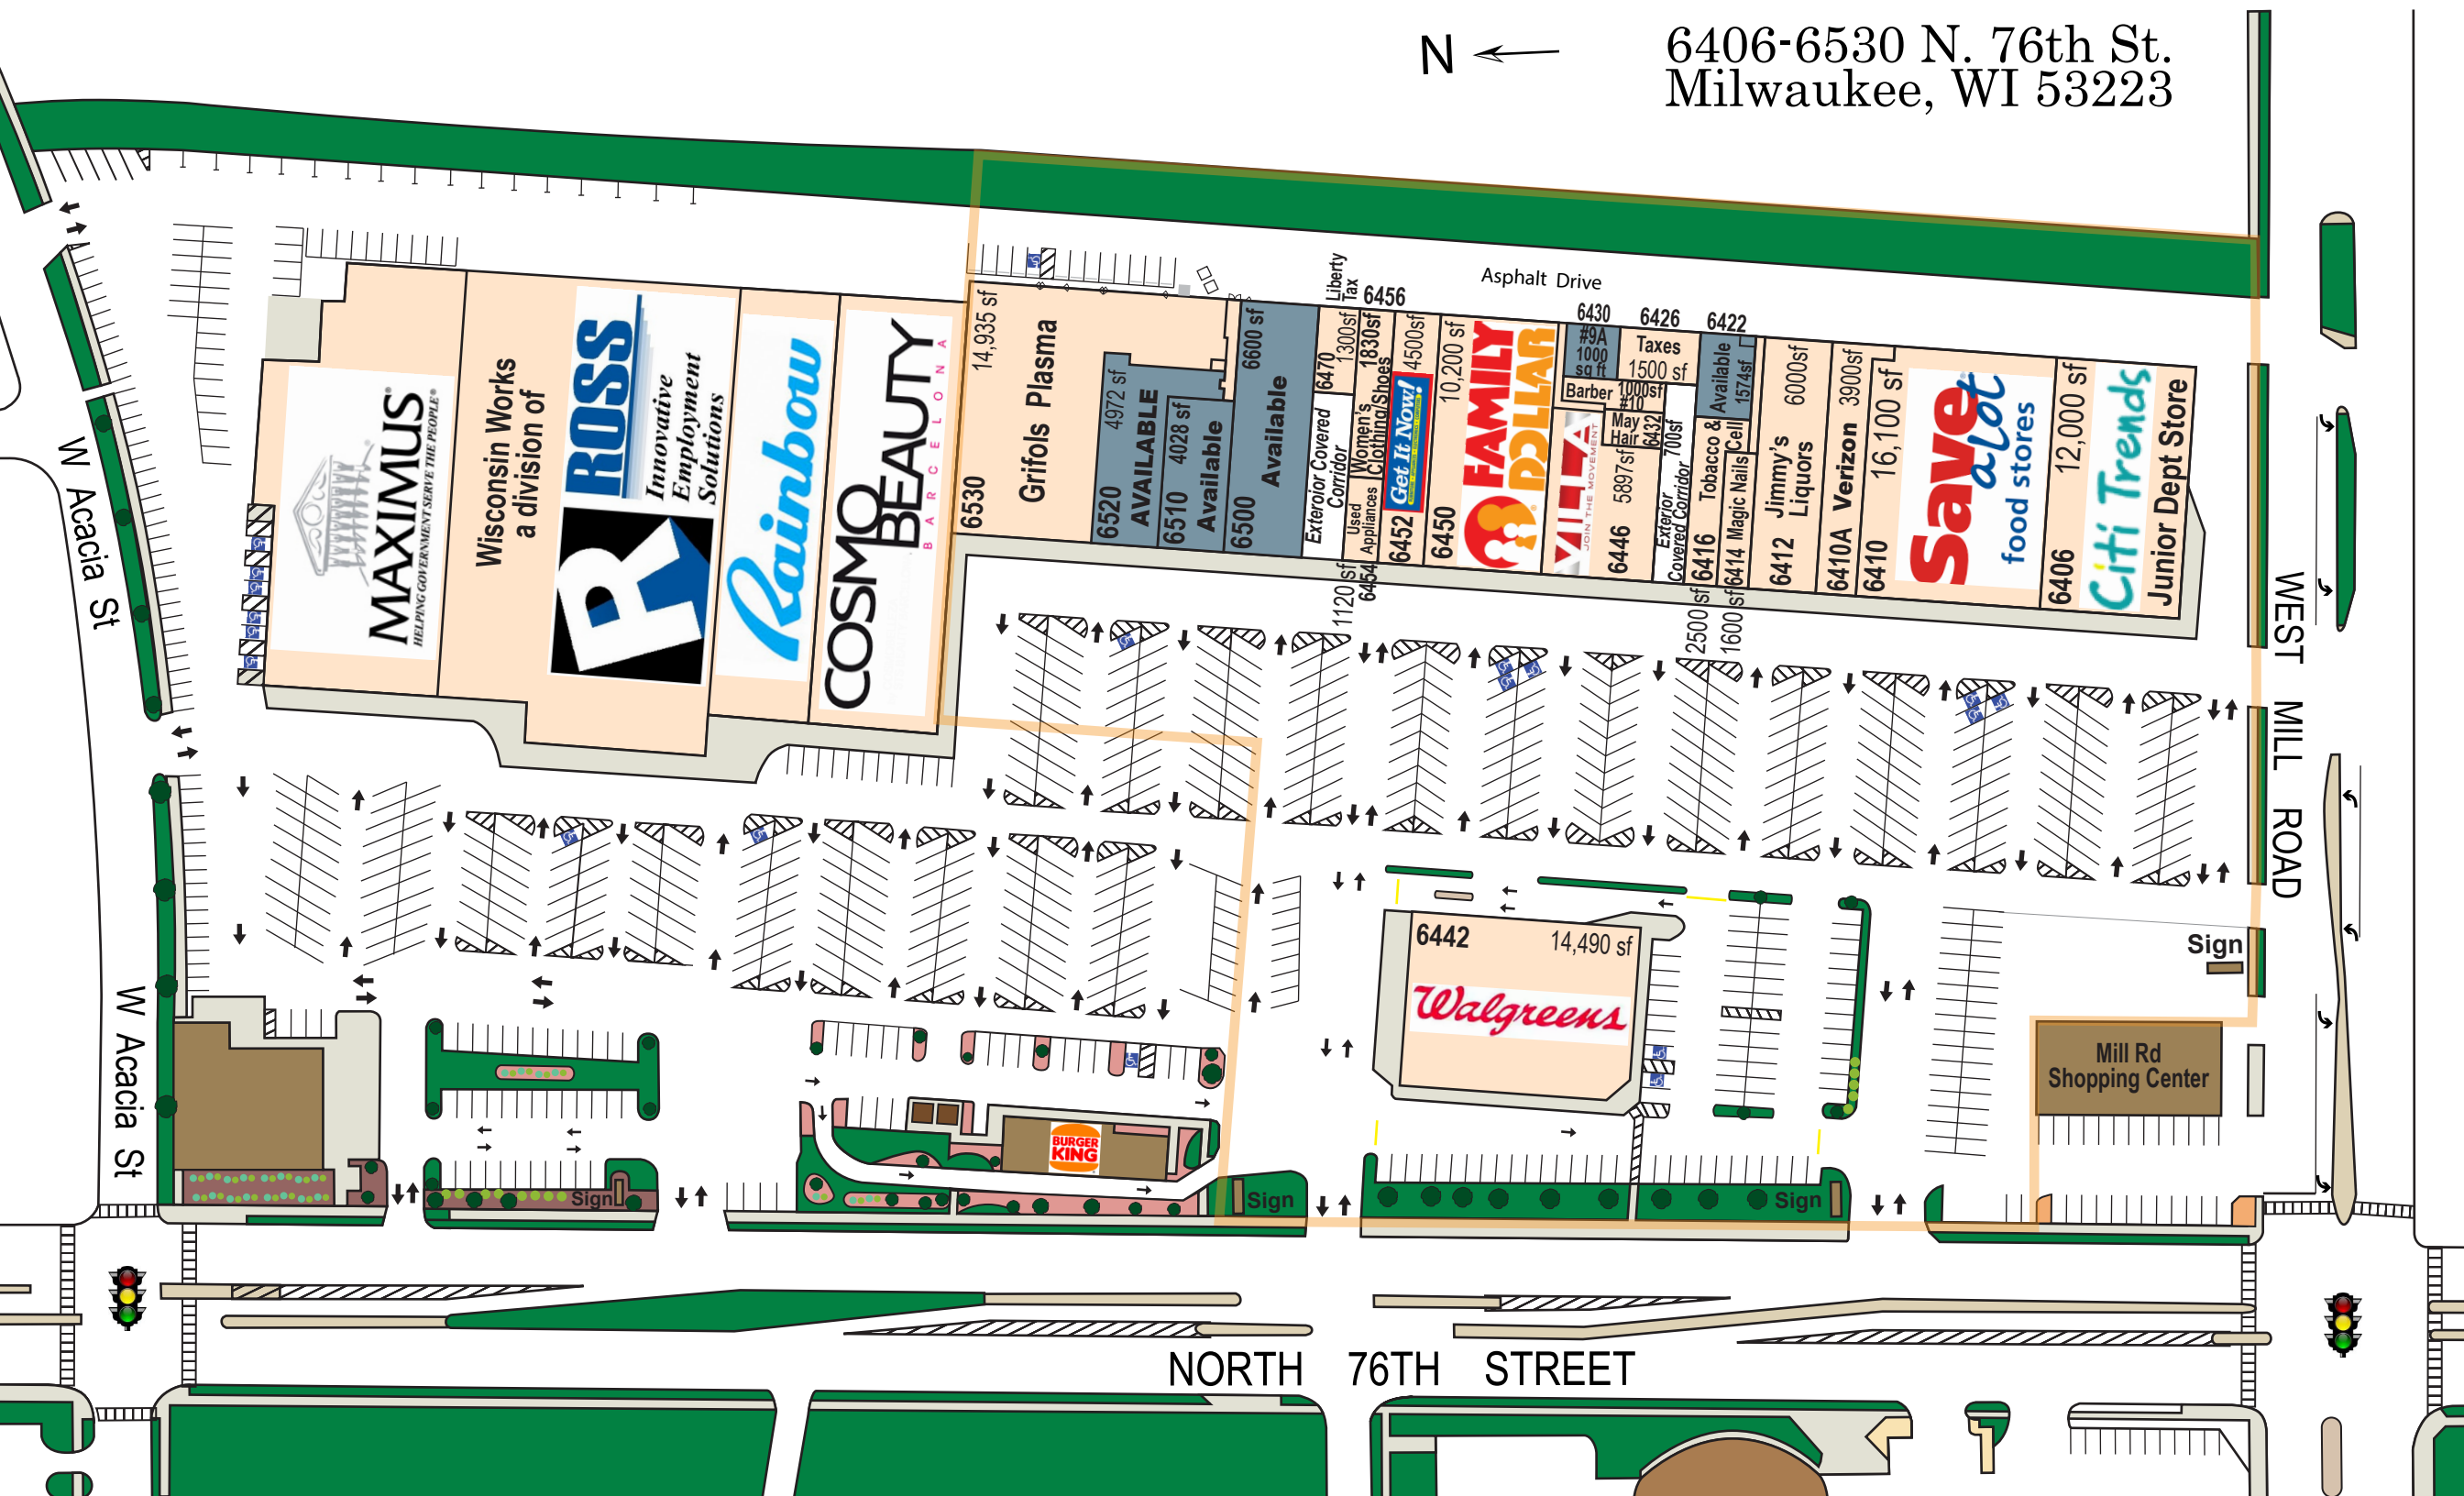 N
6406-6530 N. 76th St.
Milwaukee, WI 53223
Asphalt Drive
W Acacia St
W Acacia St
MAXIMUS
HELPING GOVERNMENT SERVE THE PEOPLE
Wisconsin Works
a division of
ROSS
Innovative
Employment
Solutions
R
Rainbow
COSMO
BEAUTY
BARCELONA
6530
14,935 sf
Grifols Plasma
6520
4972 sf
AVAILABLE
6510
4028 sf
Available
6500
6600 sf
Available
Liberty
Tax
6470
1300sf
Exteroior Covered
Corridor
6456
1830sf
Women's
Clothing/Shoes
Used
Appliances
1120 sf
6454
6452
4500sf
Get It Now!
6450
10,200 sf
FAMILY
DOLLAR
6430
#9A
1000
sq ft
Barber
1000sf
#10
6426
Taxes
1500 sf
May
Hair
6432
700sf
VILLA
JOIN THE MOVEMENT
6446
5897sf
Exterior
Covered Corridor
6422
Available
1574sf
6416
Tobacco &
Cell
2500 sf
6414 Magic Nails
1600 sf
6412
Jimmy's
Liquors
6000sf
6410A Verizon
3900sf
6410
16,100 sf
Save
a lot
food stores
6406
12,000 sf
Citi Trends
Junior Dept Store
WEST MILL ROAD
6442
14,490 sf
Walgreens
Sign
Mill Rd
Shopping Center
BURGER
KING
Sign
Sign
Sign
NORTH 76TH STREET